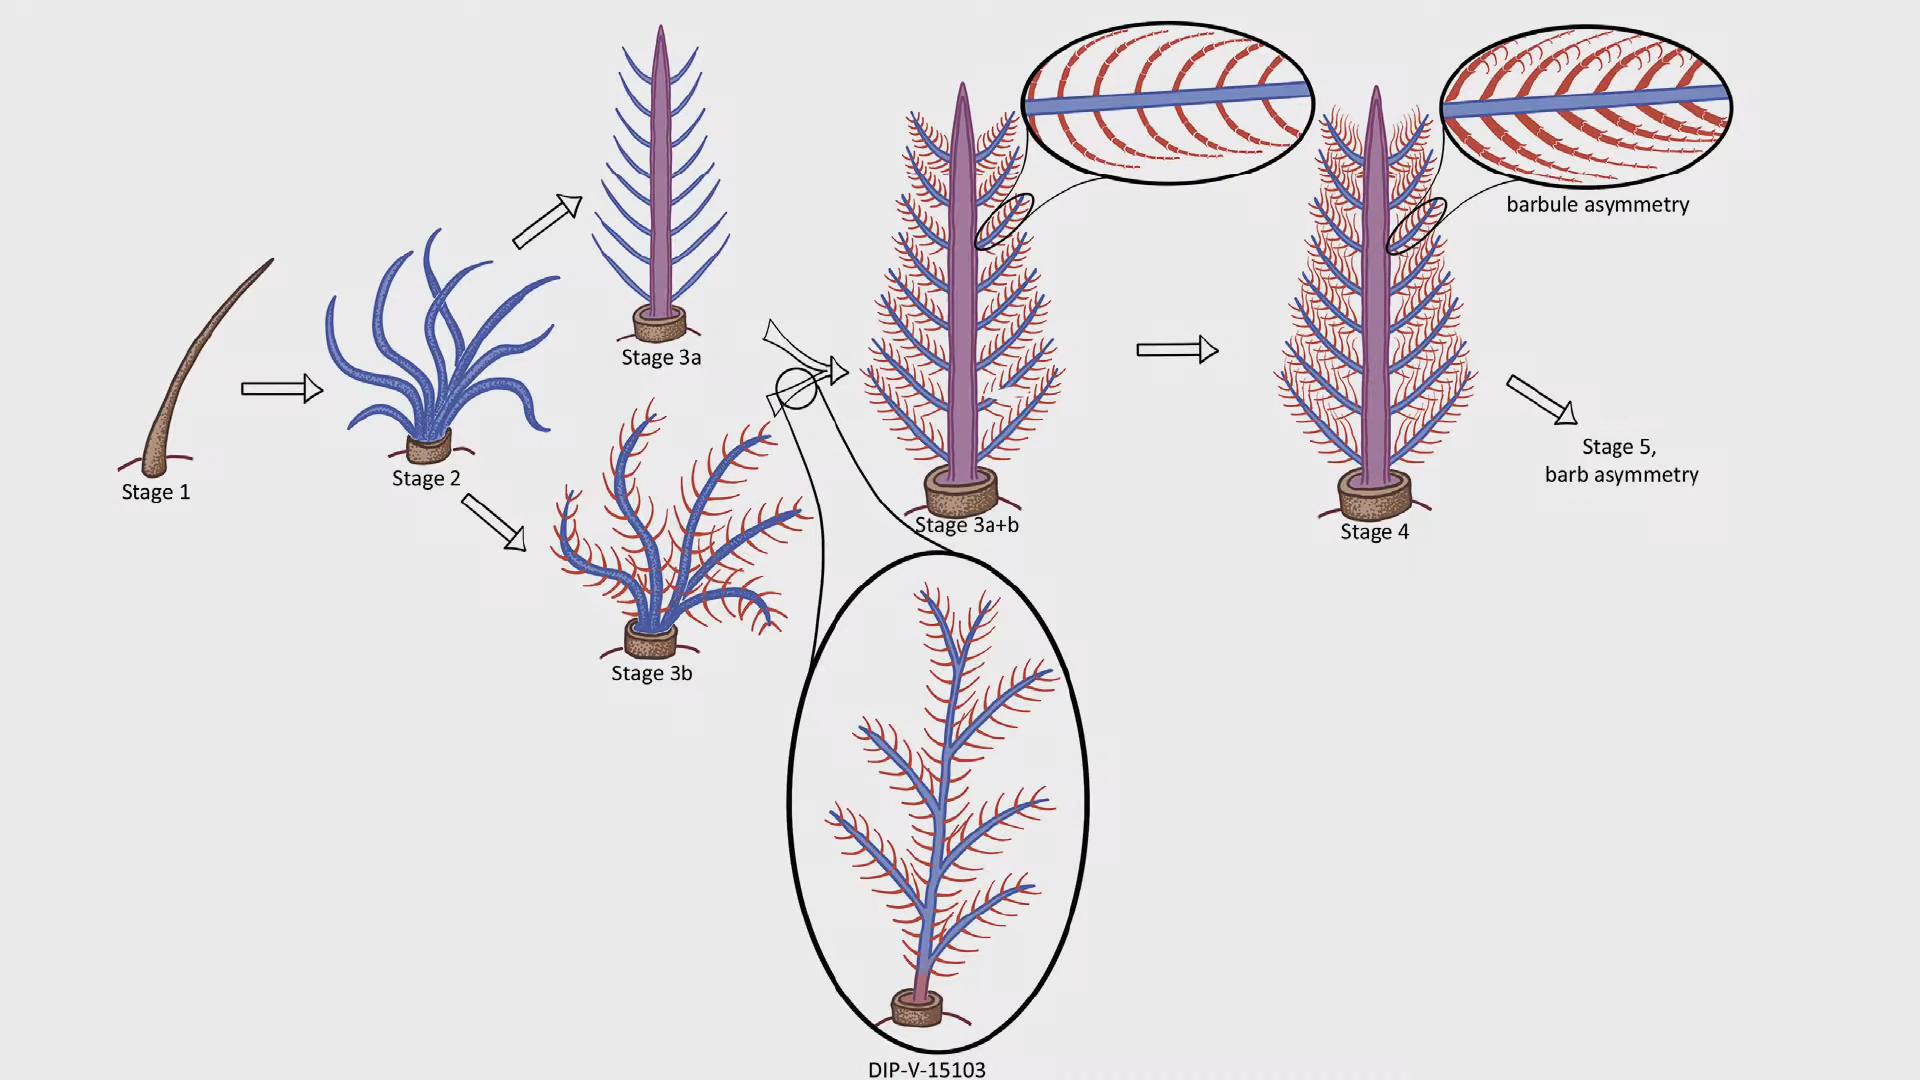 Stage 1
Stage 2
Stage 3a
Stage 3b
Stage 3a+b
barbule asymmetry
Stage 4
Stage 5,
barb asymmetry
DIP-V-15103